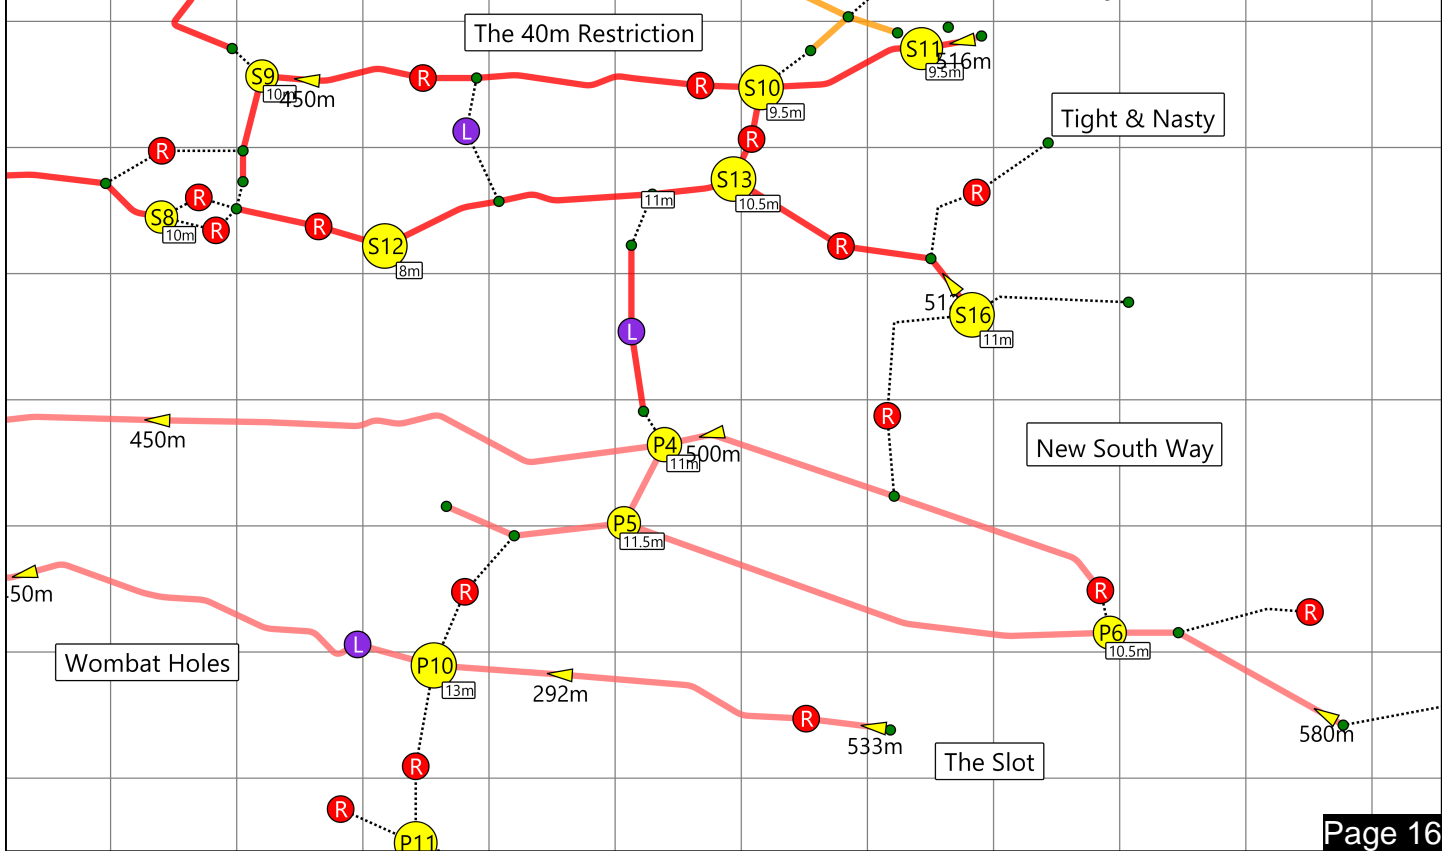 The 40m Restriction
S11
516m
9.5m
S9
R
10m
450m
R
S10
9.5m
Tight & Nasty
L
R
R
S13
10.5m
R
11m
R
S8
10m
R
R
S12
8m
R
S16
11m
L
R
450m
P4
11m
500m
New South Way
P5
11.5m
50m
R
R
R
P6
10.5m
L
Wombat Holes
P10
13m
292m
R
533m
580m
The Slot
R
R
P11
Page 16